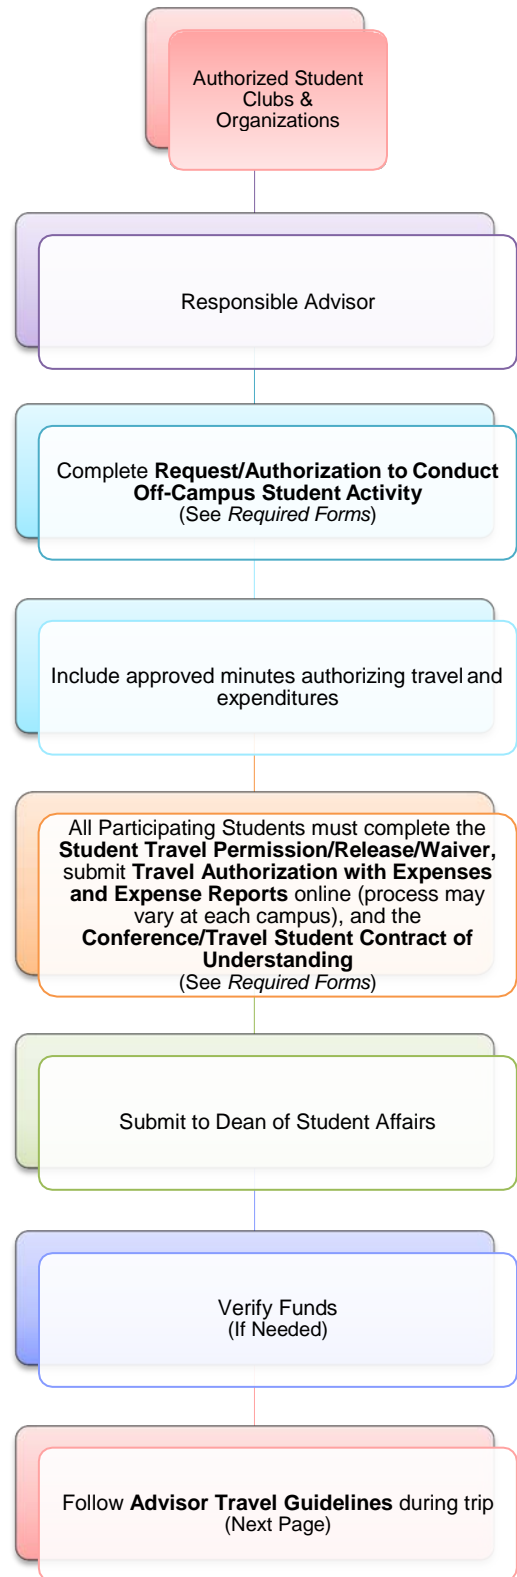 Authorized Student
Clubs &
Organizations
Responsible Advisor
Complete Request/Authorization to Conduct
Off-Campus Student Activity
(See Required Forms)
Include approved minutes authorizing travel and
expenditures
All Participating Students must complete the
Student Travel Permission/Release/Waiver,
submit Travel Authorization with Expenses
and Expense Reports online (process may
vary at each campus), and the
Conference/Travel Student Contract of
Understanding
(See Required Forms)
Submit to Dean of Student Affairs
Verify Funds
(If Needed)
Follow Advisor Travel Guidelines during trip
(Next Page)